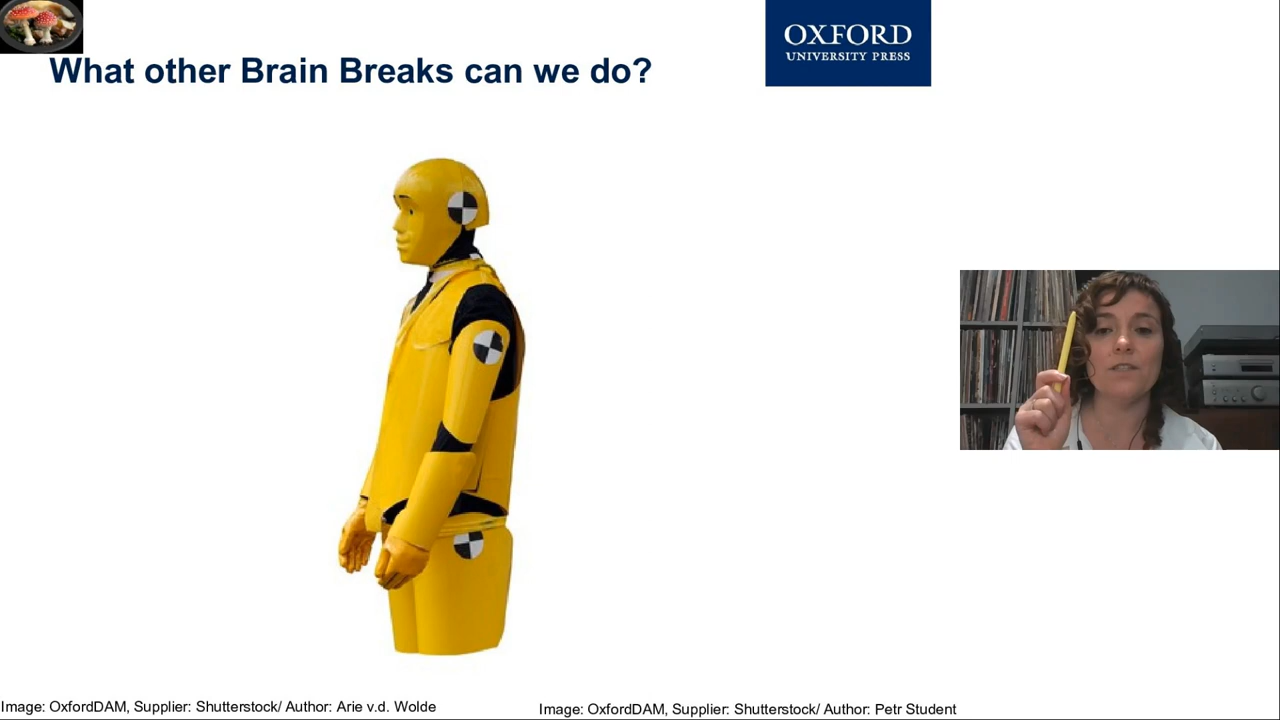 What other Brain Breaks can we do?
OXFORD
UNIVERSITY PRESS
Image: OxfordDAM, Supplier: Shutterstock/ Author: Arie v.d. Wolde
Image: OxfordDAM, Supplier: Shutterstock/ Author: Petr Student